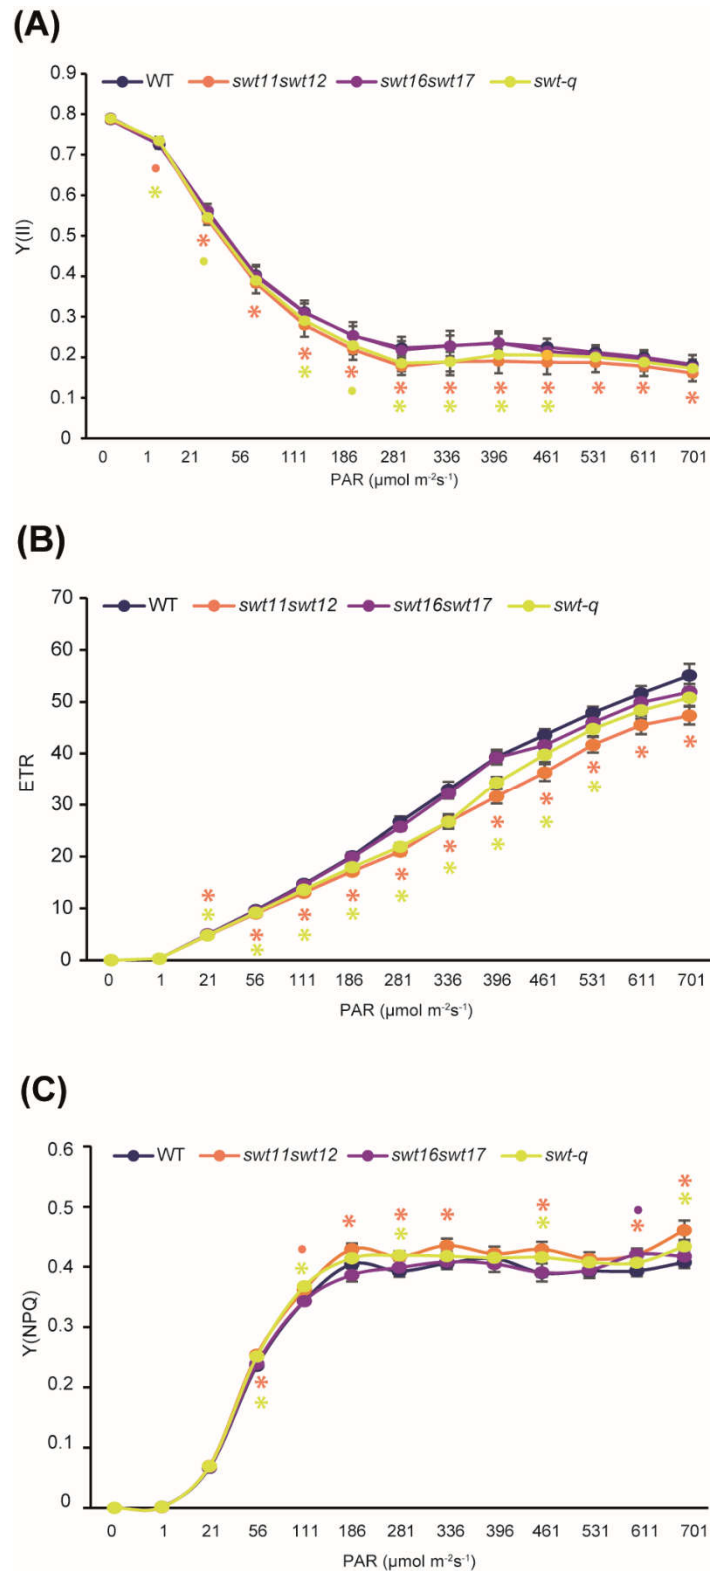 (A)
WT swt11swt12 swt16swt17 swt-q
0.9
0.8
0.7
0.6
0.5
0.4
0.3
0.2
0.1
0
Y(II)
0 1 21 56 111 186 281 336 396 461 531 611 701
PAR (µmol m⁻²s⁻¹)
(B)
WT swt11swt12 swt16swt17 swt-q
70
60
50
40
30
20
10
0
ETR
0 1 21 56 111 186 281 336 396 461 531 611 701
PAR (µmol m⁻²s⁻¹)
(C)
WT swt11swt12 swt16swt17 swt-q
0.6
0.5
0.4
0.3
0.2
0.1
0
Y(NPQ)
0 1 21 56 111 186 281 336 396 461 531 611 701
PAR (µmol m⁻²s⁻¹)